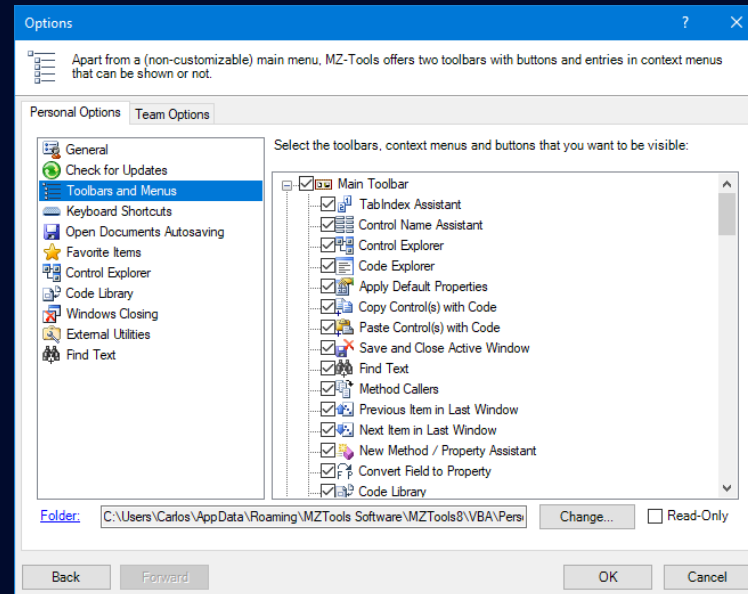 Options
?
Apart from a (non-customizable) main menu, MZ-Tools offers two toolbars with buttons and entries in context menus
that can be shown or not.
Personal Options
Team Options
General
Check for Updates
Toolbars and Menus
Keyboard Shortcuts
Open Documents Autosaving
Favorite Items
Control Explorer
Code Library
Windows Closing
External Utilities
Find Text
Select the toolbars, context menus and buttons that you want to be visible:
Main Toolbar
TabIndex Assistant
Control Name Assistant
Control Explorer
Code Explorer
Apply Default Properties
Copy Control(s) with Code
Paste Control(s) with Code
Save and Close Active Window
Find Text
Method Callers
Previous Item in Last Window
Next Item in Last Window
New Method / Property Assistant
Convert Field to Property
Code Library
Folder:
C:\Users\Carlos\AppData\Roaming\MZTools Software\MZTools8\VBA\Pers
Change...
Read-Only
Back
Forward
OK
Cancel